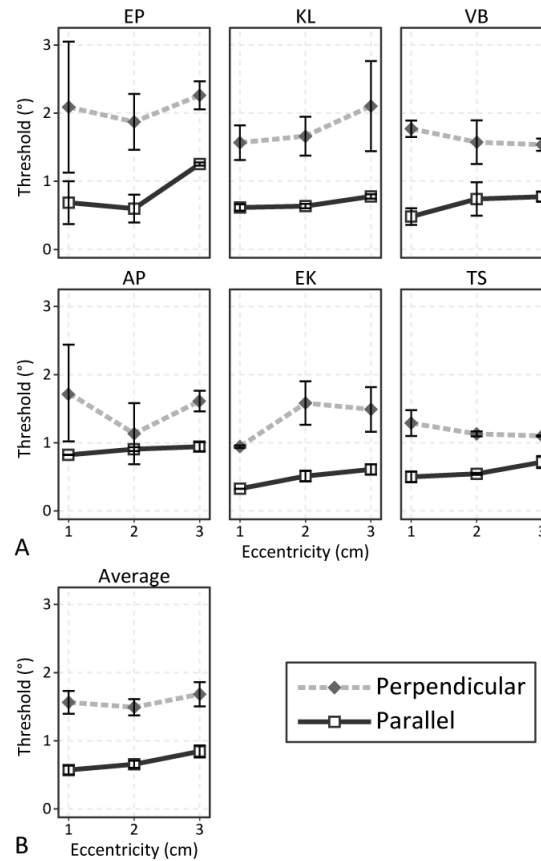 EP KL VB
3
2
1
0
Threshold (°)
AP EK TS
3
2
1
0
Threshold (°)
1 2 3 1 2 3 1 2 3
A Eccentricity (cm)
Average
3
2
1
0
Threshold (°)
1 2 3
B Eccentricity (cm)
Perpendicular
Parallel